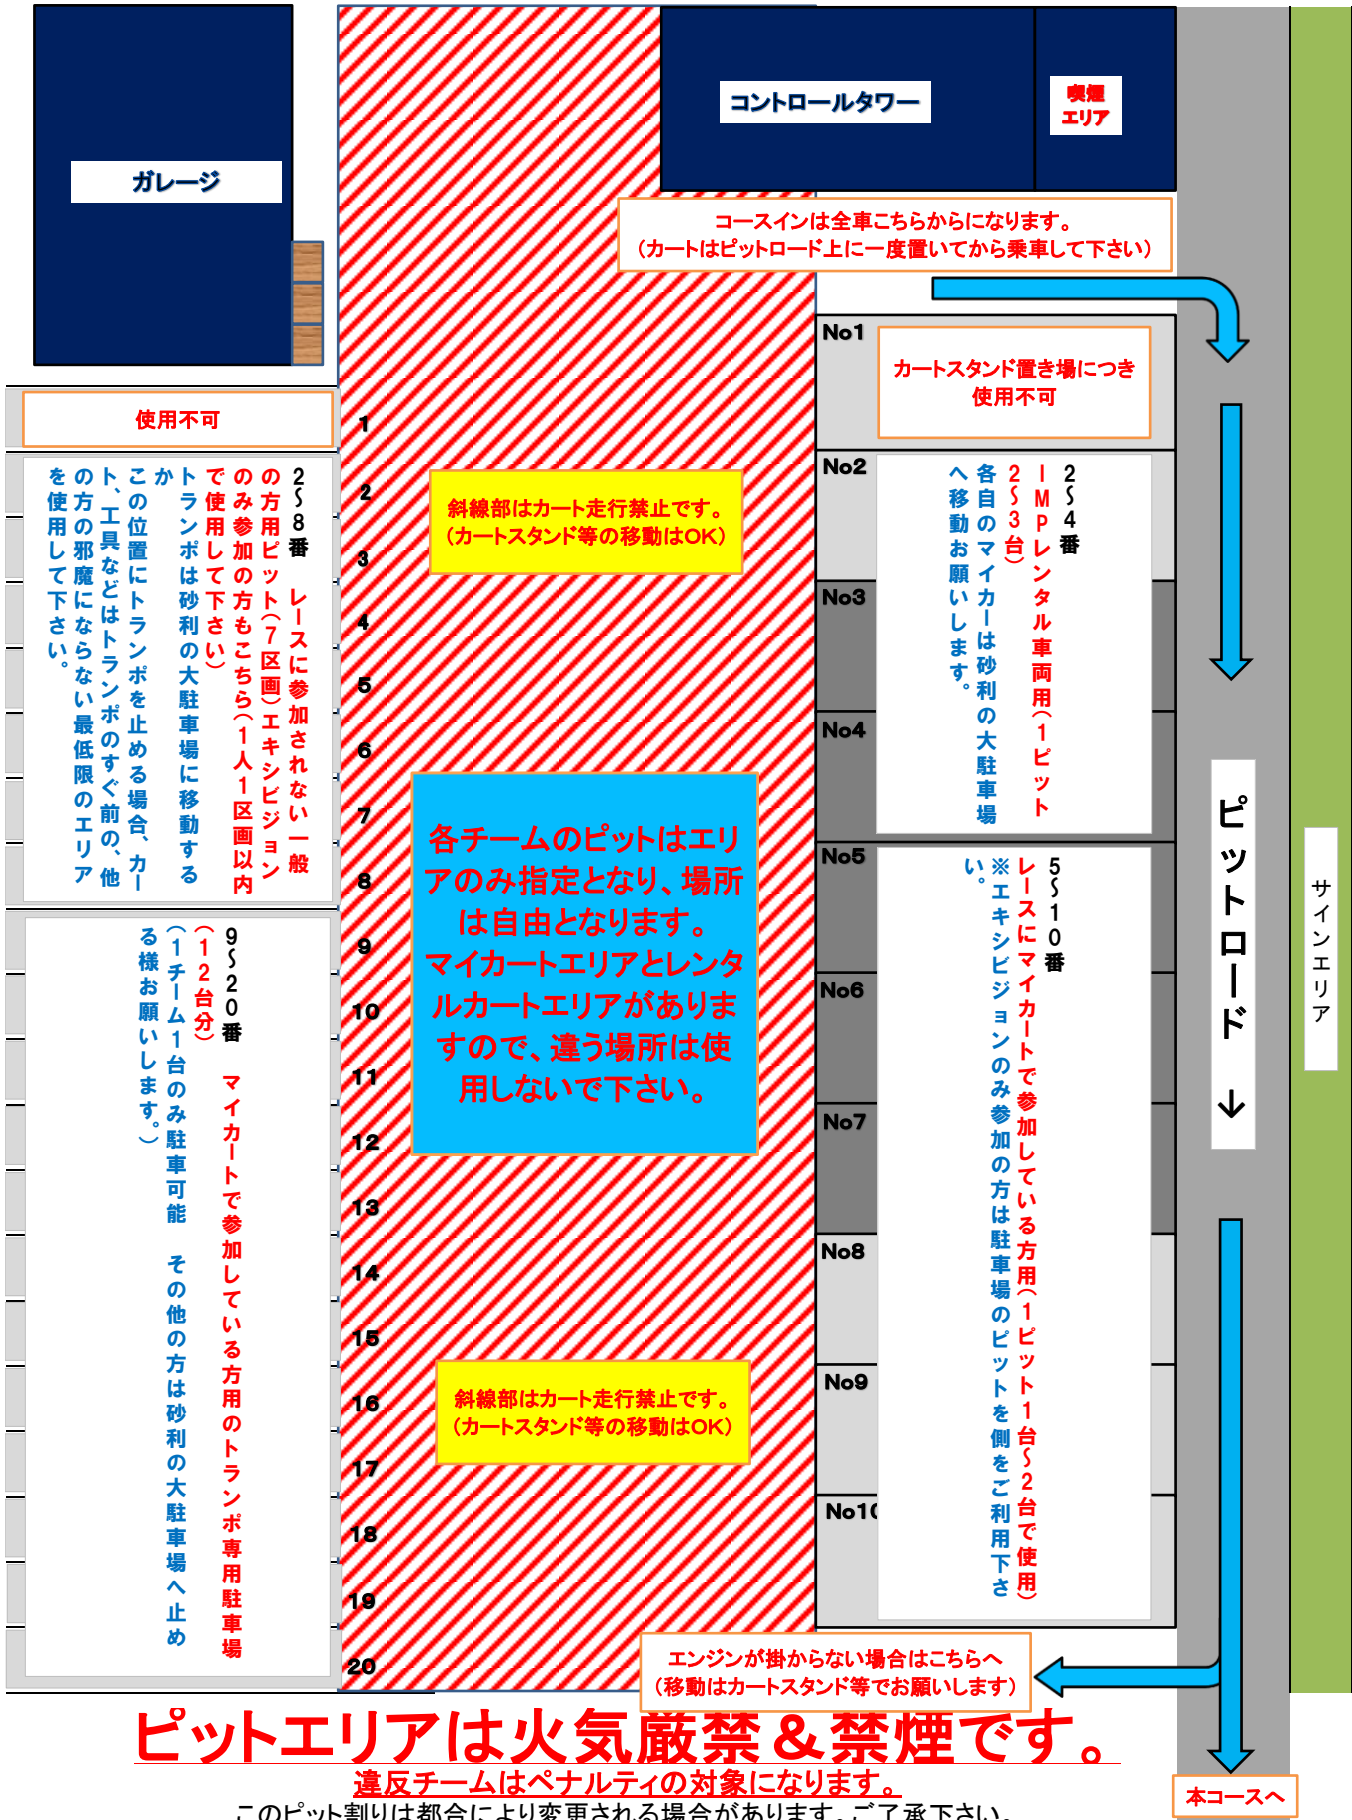 コントロールタワー
喫煙
エリア
ガレージ
コースインは全車こちらからになります。
（カートはピットロード上に一度置いてから乗車して下さい）
No1
カートスタンド置き場につき
使用不可
使用不可
1
2
3
4
5
6
7
8
9
10
11
12
13
14
15
16
17
18
19
20
2～8番　レースに参加されない一般
の方用ピット（7区画）エキシビジョン
のみ参加の方もこちら（1人1区画以内
で使用して下さい）
トランポは砂利の大駐車場に移動する
か
この位置にトランポを止める場合、カー
ト、工具などはトランポのすぐ前の、他
の方の邪魔にならない最低限のエリア
を使用して下さい。
斜線部はカート走行禁止です。
（カートスタンド等の移動はOK）
No2
No3
No4
2～4番
ＩＭＰレンタル車両用（1ピット
2～3台）
各自のマイカーは砂利の大駐車場
へ移動お願いします。
各チームのピットはエリ
アのみ指定となり、場所
は自由となります。
マイカートエリアとレンタ
ルカートエリアがありま
すので、違う場所は使
用しないで下さい。
No5
No6
No7
No8
No9
No10
5～10番
レースにマイカートで参加している方用（1ピット1台～2台で使用）
※エキシビジョンのみ参加の方は駐車場のピットを側をご利用下さ
い。
ピットロード　↓
サインエリア
9～20番　マイカートで参加している方用のトランポ専用駐車場
（12台分）
（1チーム1台のみ駐車可能　その他の方は砂利の大駐車場へ止め
る様お願いします。）
斜線部はカート走行禁止です。
（カートスタンド等の移動はOK）
エンジンが掛からない場合はこちらへ
（移動はカートスタンド等でお願いします）
ピットエリアは火気厳禁＆禁煙です。
違反チームはペナルティの対象になります。
本コースへ
このピット割りは都合により変更される場合があります。ご了承下さい。